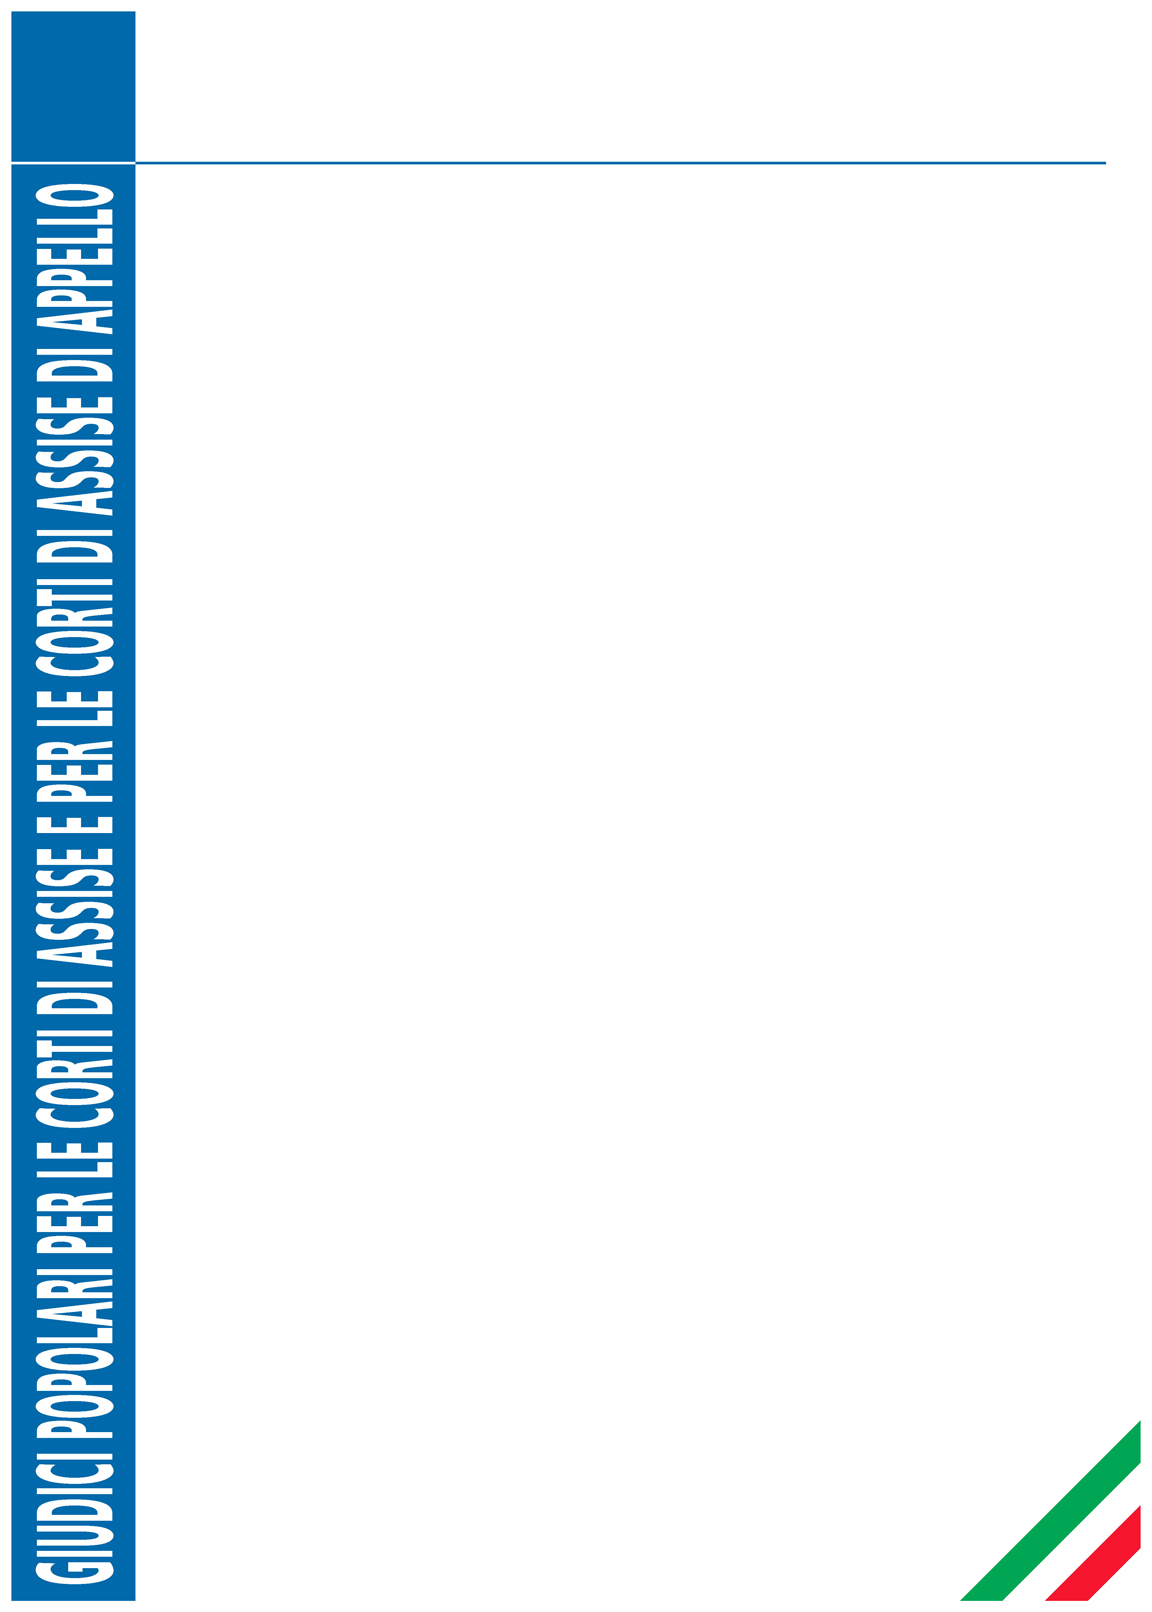 GIUDICI POPOLARI PER LE CORTI DI ASSISE E PER LE CORTI DI ASSISE DI APPELLO